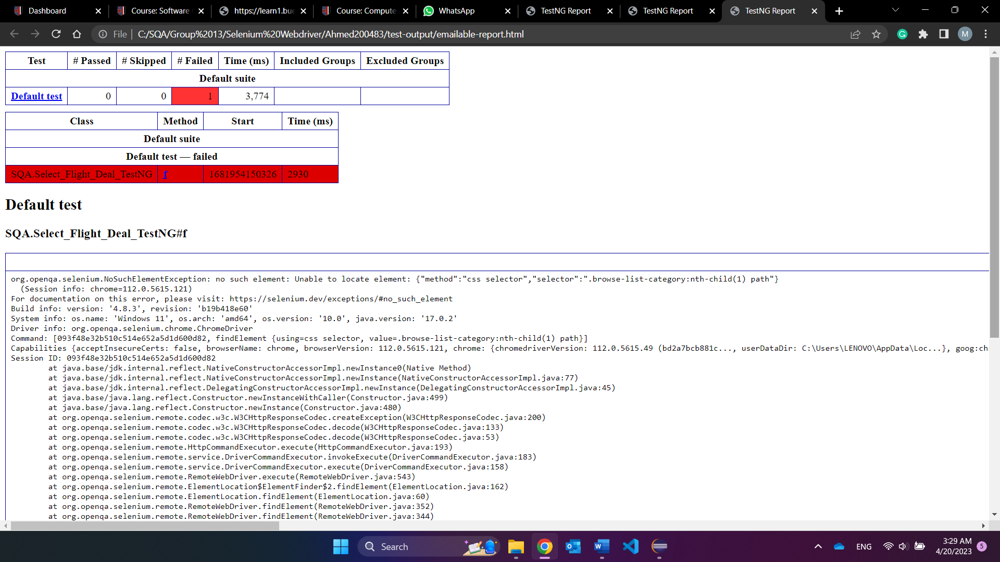 Dashboard
Course: Software
https://learn1.bue
Course: Compute
WhatsApp
TestNG Report
TestNG Report
TestNG Report
File
C:/SQA/Group%2013/Selenium%20Webdriver/Ahmed200483/test-output/emailable-report.html
M
Test # Passed # Skipped # Failed Time (ms) Included Groups Excluded Groups
Default suite
Default test 0 0 1 3,774
Class Method Start Time (ms)
Default suite
Default test — failed
SQA.Select_Flight_Deal_TestNG f 1681954150326 2930
Default test
SQA.Select_Flight_Deal_TestNG#f
org.openqa.selenium.NoSuchElementException: no such element: Unable to locate element: {"method":"css selector","selector":".browse-list-category:nth-child(1) path"}
(Session info: chrome=112.0.5615.121)
For documentation on this error, please visit: https://selenium.dev/exceptions/#no_such_element
Build info: version: '4.8.3', revision: 'b19b418e60'
System info: os.name: 'Windows 11', os.arch: 'amd64', os.version: '10.0', java.version: '17.0.2'
Driver info: org.openqa.selenium.chrome.ChromeDriver
Command: [093f48e32b510c514e652a5d1d600d82, findElement {using=css selector, value=.browse-list-category:nth-child(1) path}]
Capabilities {acceptInsecureCerts: false, browserName: chrome, browserVersion: 112.0.5615.121, chrome: {chromedriverVersion: 112.0.5615.49 (bd2a7bcb881c..., userDataDir: C:\Users\LENOVO\AppData\Loc...}, goog:ch
Session ID: 093f48e32b510c514e652a5d1d600d82
at java.base/jdk.internal.reflect.NativeConstructorAccessorImpl.newInstance0(Native Method)
at java.base/jdk.internal.reflect.NativeConstructorAccessorImpl.newInstance(NativeConstructorAccessorImpl.java:77)
at java.base/jdk.internal.reflect.DelegatingConstructorAccessorImpl.newInstance(DelegatingConstructorAccessorImpl.java:45)
at java.base/java.lang.reflect.Constructor.newInstanceWithCaller(Constructor.java:499)
at java.base/java.lang.reflect.Constructor.newInstance(Constructor.java:480)
at org.openqa.selenium.remote.codec.w3c.W3CHttpResponseCodec.createException(W3CHttpResponseCodec.java:200)
at org.openqa.selenium.remote.codec.w3c.W3CHttpResponseCodec.decode(W3CHttpResponseCodec.java:133)
at org.openqa.selenium.remote.codec.w3c.W3CHttpResponseCodec.decode(W3CHttpResponseCodec.java:53)
at org.openqa.selenium.remote.HttpCommandExecutor.execute(HttpCommandExecutor.java:193)
at org.openqa.selenium.remote.service.DriverCommandExecutor.invokeExecute(DriverCommandExecutor.java:183)
at org.openqa.selenium.remote.service.DriverCommandExecutor.execute(DriverCommandExecutor.java:158)
at org.openqa.selenium.remote.RemoteWebDriver.execute(RemoteWebDriver.java:543)
at org.openqa.selenium.remote.ElementLocation$ElementFinder$2.findElement(ElementLocation.java:162)
at org.openqa.selenium.remote.ElementLocation.findElement(ElementLocation.java:60)
at org.openqa.selenium.remote.RemoteWebDriver.findElement(RemoteWebDriver.java:352)
at org.openqa.selenium.remote.RemoteWebDriver.findElement(RemoteWebDriver.java:344)
Search
ENG
3:29 AM
4/20/2023
5